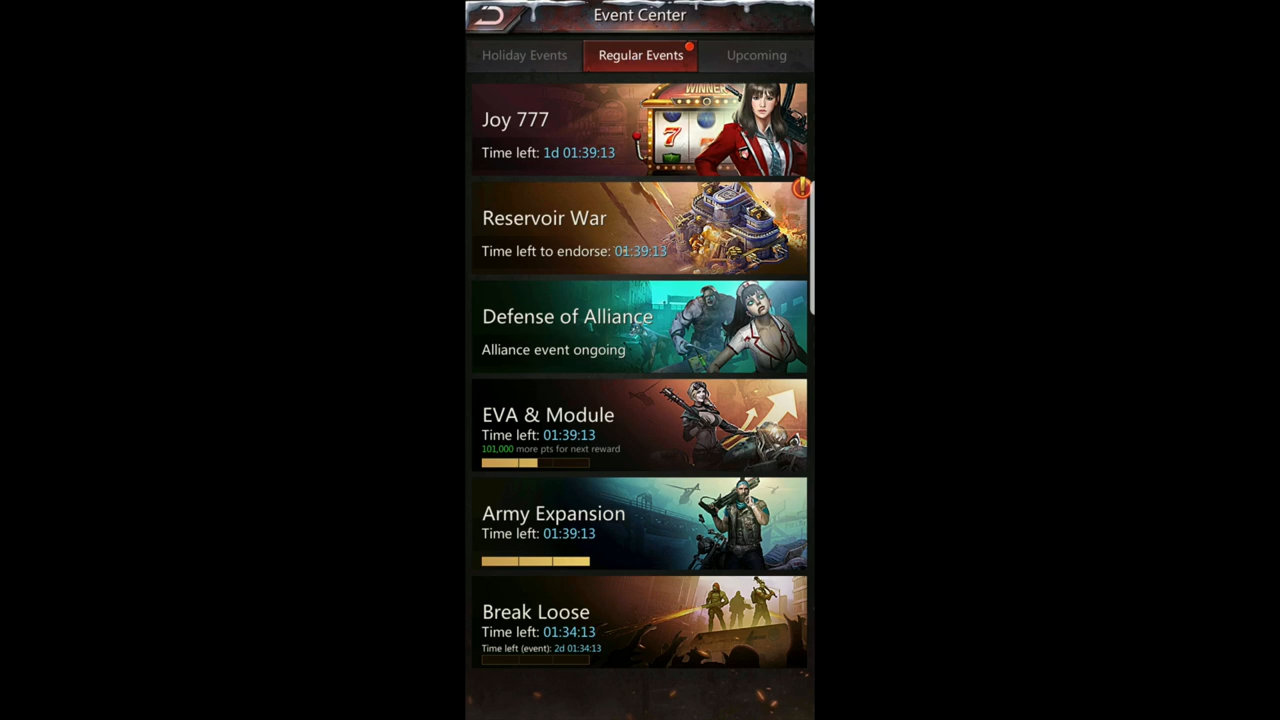 Event Center
Holiday Events
Regular Events
Upcoming
WINNER
Joy 777
7
Time left: 1d 01:39:13
Reservoir War
Time left to endorse: 01:39:13
Defense of Alliance
Alliance event ongoing
EVA & Module
Time left: 01:39:13
101,000 more pts for next reward
Army Expansion
Time left: 01:39:13
Break Loose
Time left: 01:34:13
Time left (event): 2d 01:34:13